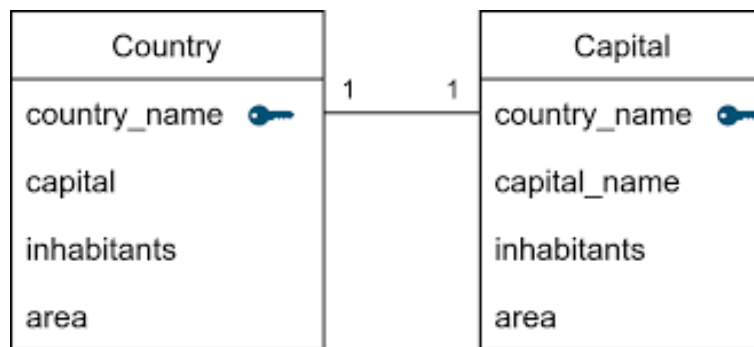 Country
country_name
capital
inhabitants
area
1
1
Capital
country_name
capital_name
inhabitants
area